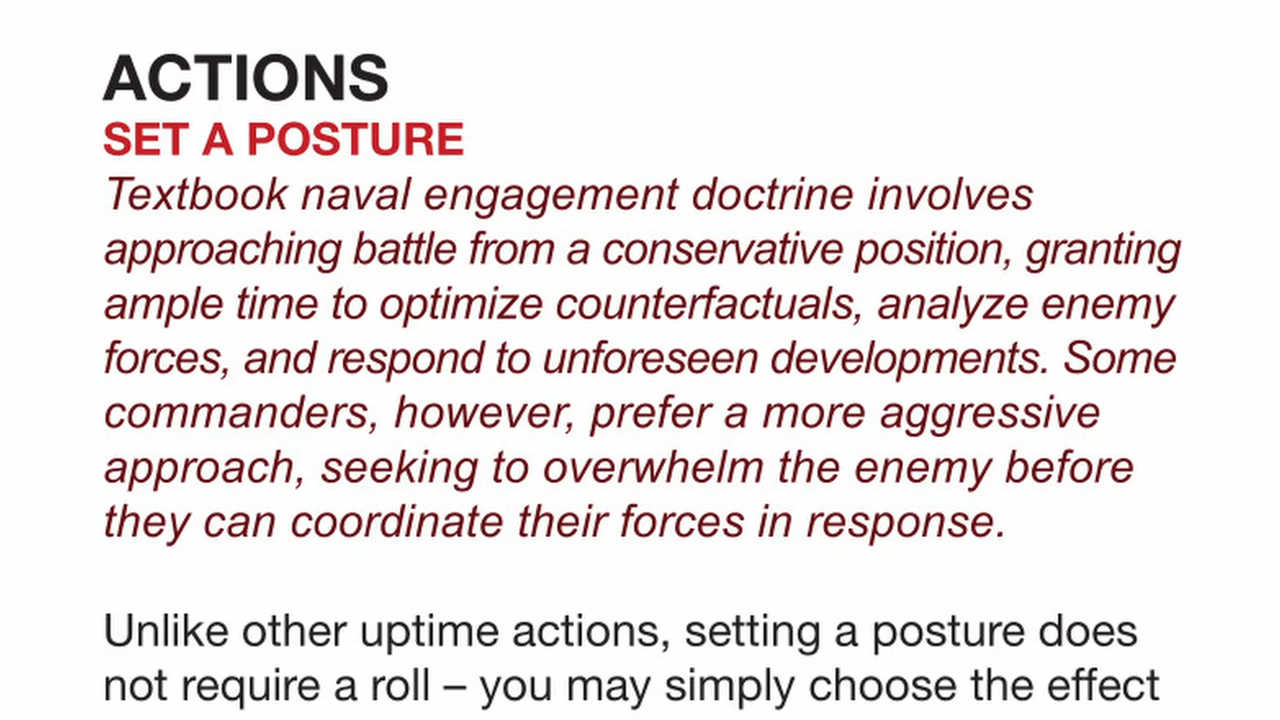 ACTIONS
SET A POSTURE
Textbook naval engagement doctrine involves
approaching battle from a conservative position, granting
ample time to optimize counterfactuals, analyze enemy
forces, and respond to unforeseen developments. Some
commanders, however, prefer a more aggressive
approach, seeking to overwhelm the enemy before
they can coordinate their forces in response.
Unlike other uptime actions, setting a posture does
not require a roll – you may simply choose the effect